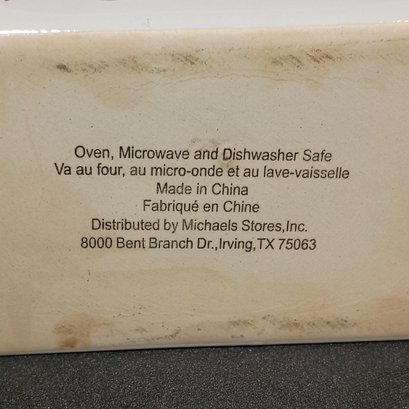 Oven, Microwave and Dishwasher Safe
Va au four, au micro-onde et au lave-vaisselle
Made in China
Fabriqué en Chine
Distributed by Michaels Stores,Inc.
8000 Bent Branch Dr.,Irving,TX 75063